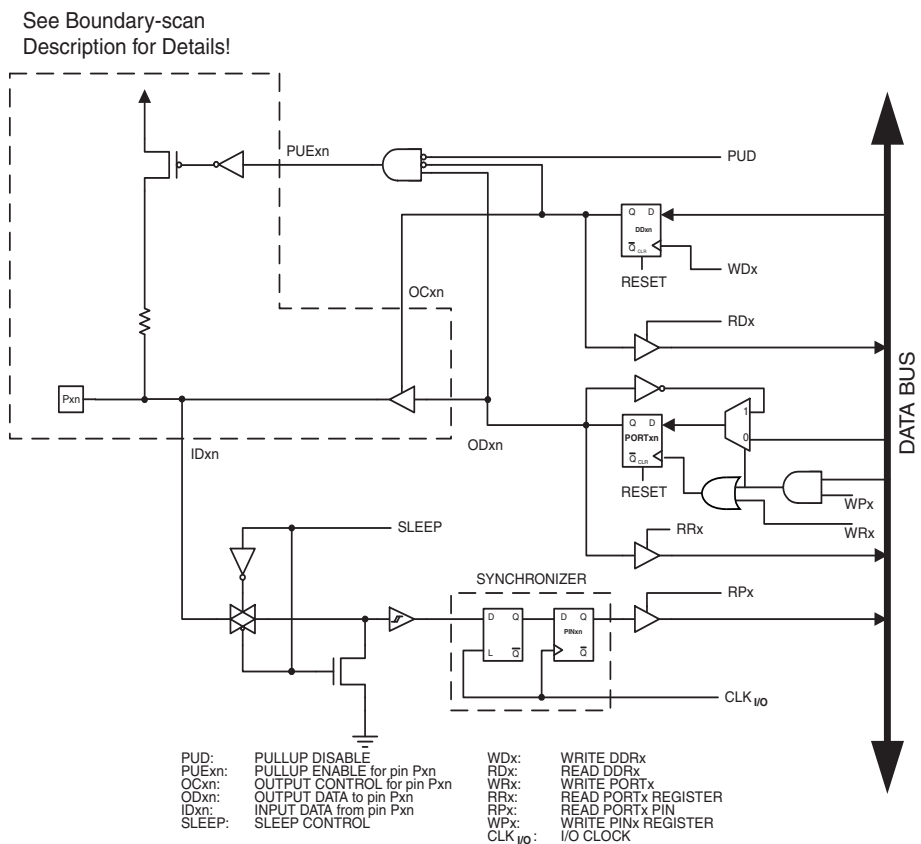 See Boundary-scan
Description for Details!
PUExn
PUD
Q D
DDxn
Q CLR
RESET
WDx
OCxn
RDx
Pxn
ODxn
IDxn
1
Q D
PORTxn
0
Q CLR
RESET
WPx
WRx
RRx
SLEEP
SYNCHRONIZER
RPx
D Q
D Q
PINxn
L Q
Q
CLK I/O
DATA BUS
PUD: PULLUP DISABLE
PUExn: PULLUP ENABLE for pin Pxn
OCxn: OUTPUT CONTROL for pin Pxn
ODxn: OUTPUT DATA to pin Pxn
IDxn: INPUT DATA from pin Pxn
SLEEP: SLEEP CONTROL
WDx: WRITE DDRx
RDx: READ DDRx
WRx: WRITE PORTx
RRx: READ PORTx REGISTER
RPx: READ PORTx PIN
WPx: WRITE PINx REGISTER
CLK I/O: I/O CLOCK